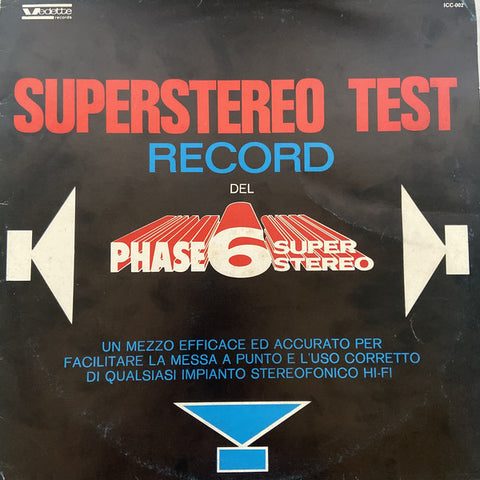 Vedette
records
ICC-002
SUPERSTEREO TEST
RECORD
DEL
PHASE 6 SUPER
STEREO
UN MEZZO EFFICACE ED ACCURATO PER
FACILITARE LA MESSA A PUNTO E L'USO CORRETTO
DI QUALSIASI IMPIANTO STEREOFONICO HI-FI